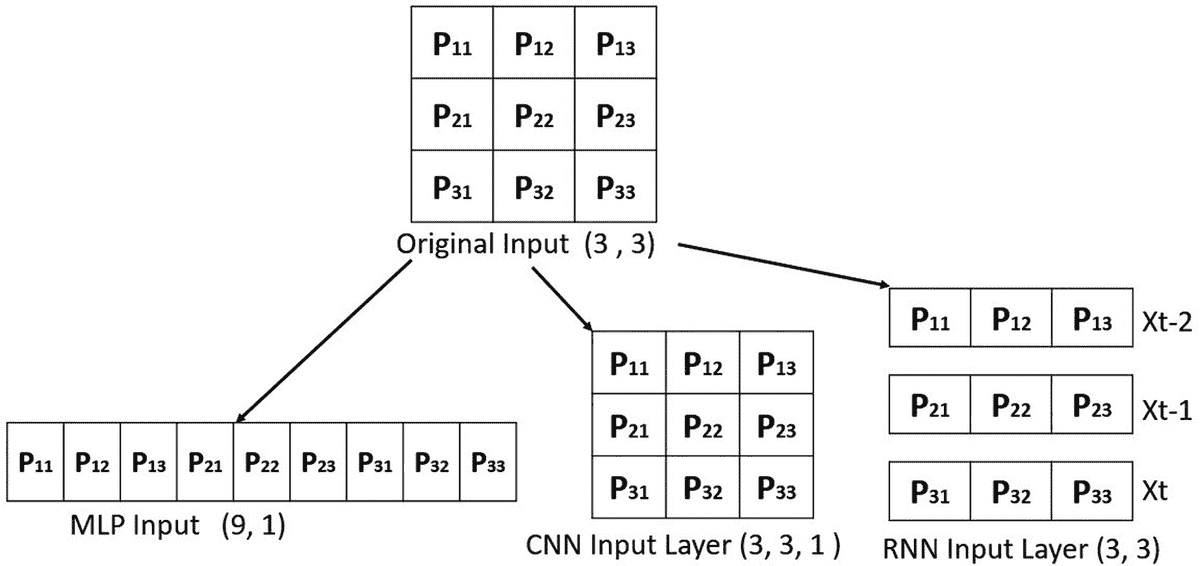 P11 P12 P13
P21 P22 P23
P31 P32 P33
Original Input (3 , 3)
P11 P12 P13 P21 P22 P23 P31 P32 P33
MLP Input (9, 1)
P11 P12 P13
P21 P22 P23
P31 P32 P33
CNN Input Layer (3, 3, 1 )
P11 P12 P13 Xt-2
P21 P22 P23 Xt-1
P31 P32 P33 Xt
RNN Input Layer (3, 3)